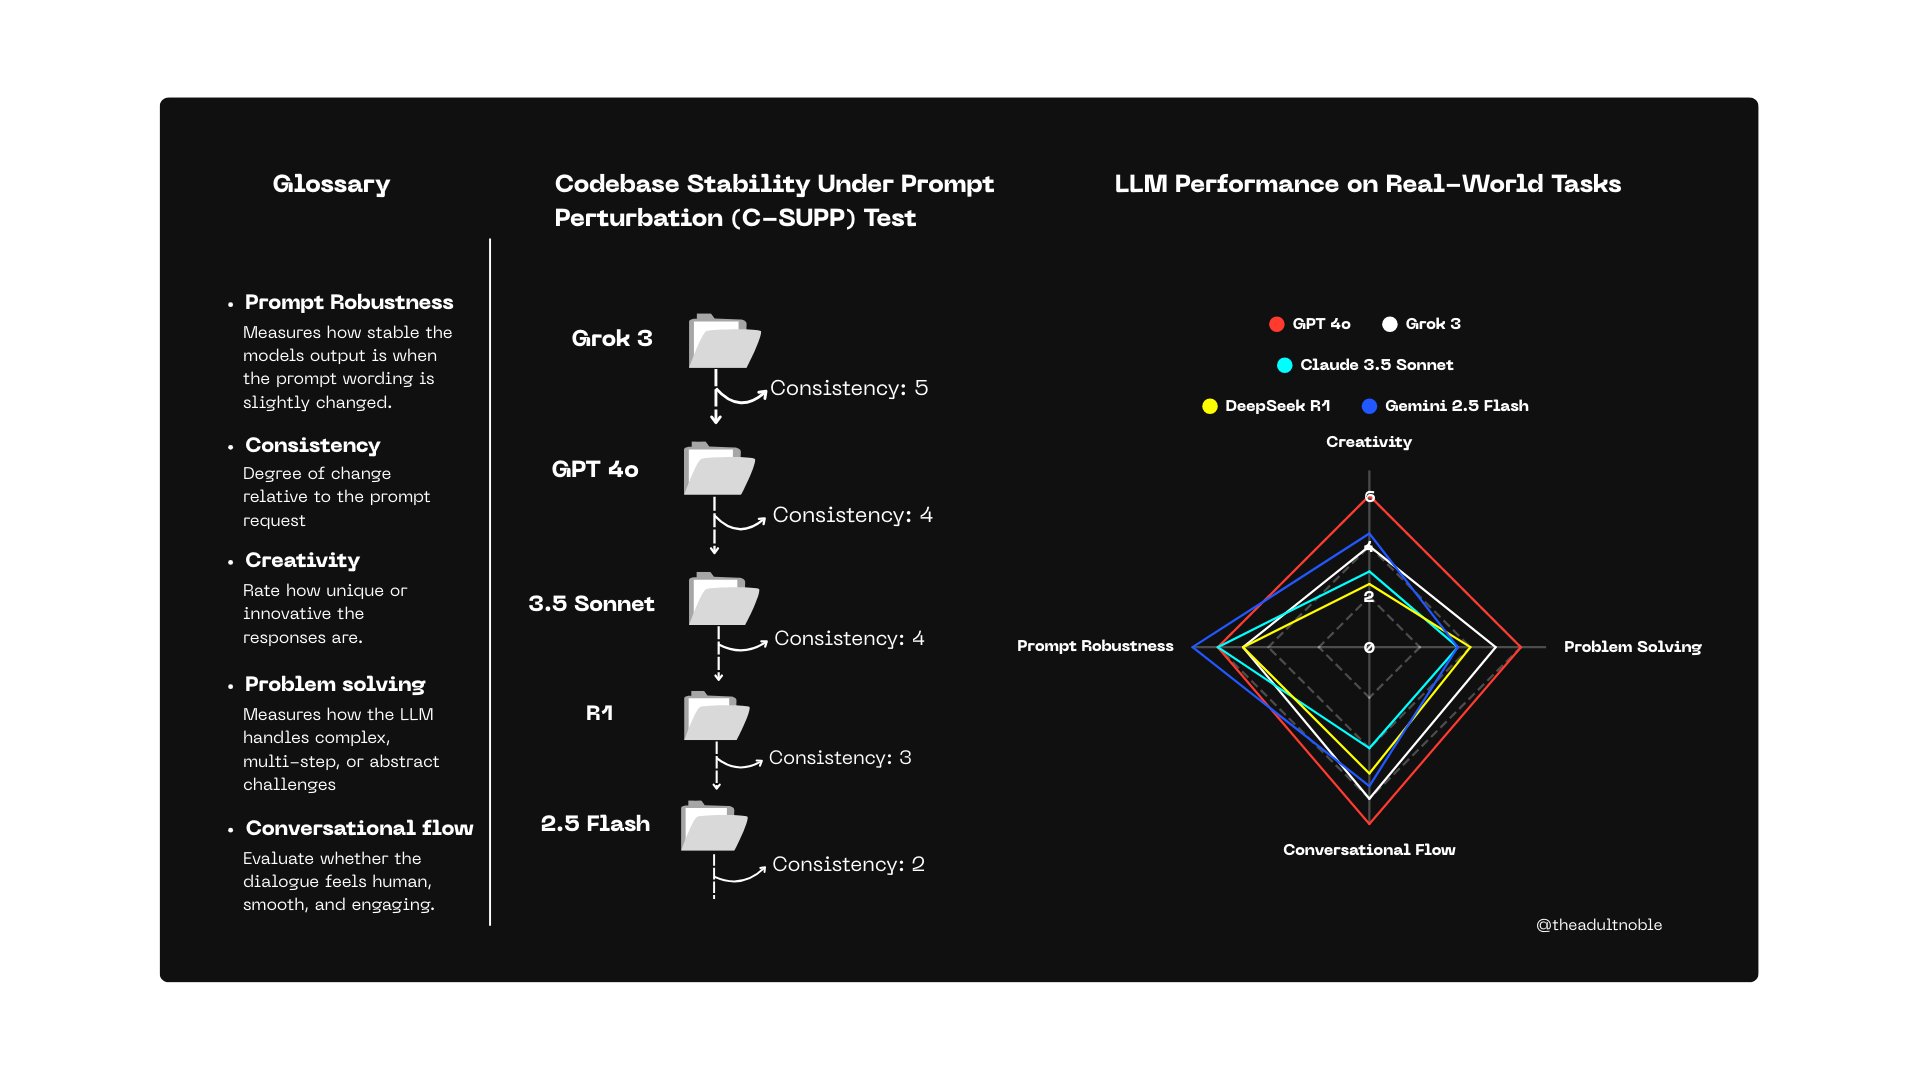 Glossary
• Prompt Robustness
Measures how stable the
models output is when
the prompt wording is
slightly changed.
• Consistency
Degree of change
relative to the prompt
request
• Creativity
Rate how unique or
innovative the
responses are.
• Problem solving
Measures how the LLM
handles complex,
multi-step, or abstract
challenges
• Conversational flow
Evaluate whether the
dialogue feels human,
smooth, and engaging.
Codebase Stability Under Prompt
Perturbation (C-SUPP) Test
Grok 3
Consistency: 5
GPT 4o
Consistency: 4
3.5 Sonnet
Consistency: 4
R1
Consistency: 3
2.5 Flash
Consistency: 2
LLM Performance on Real-World Tasks
GPT 4o Grok 3
Claude 3.5 Sonnet
DeepSeek R1 Gemini 2.5 Flash
Creativity
6
4
2
Prompt Robustness 0 Problem Solving
Conversational Flow
@theadultnoble